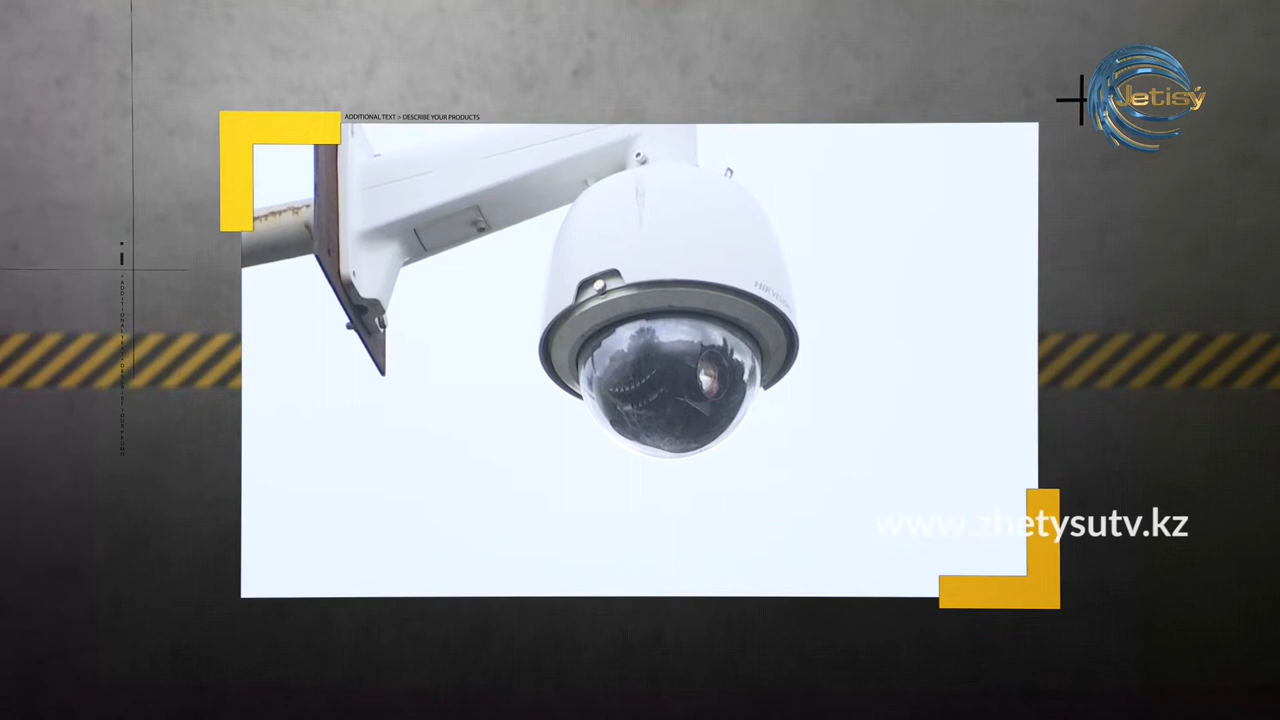 Jetisý
ADDITIONAL TEXT > DESCRIBE YOUR PRODUCTS
HIKVISION
www.zhetysutv.kz